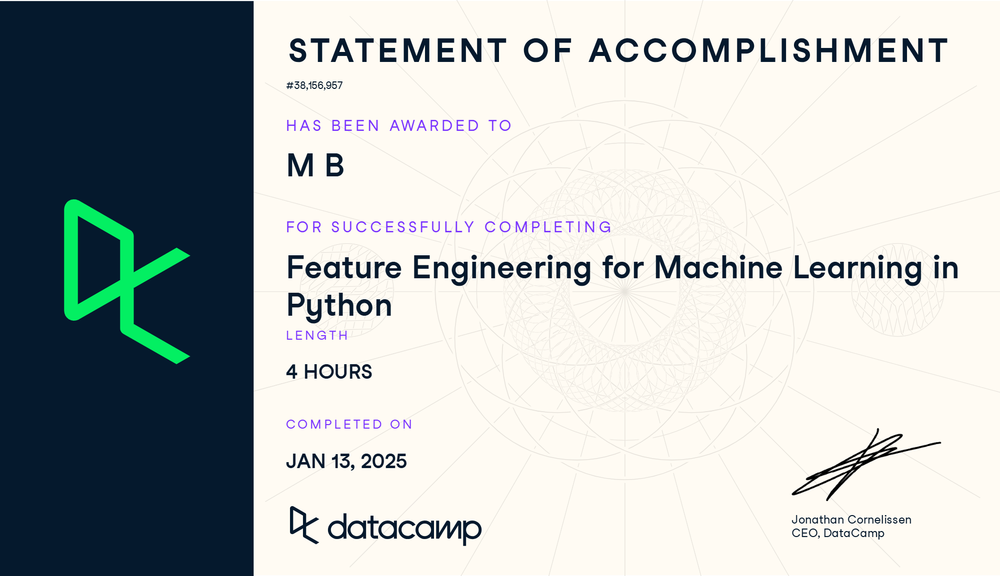 STATEMENT OF ACCOMPLISHMENT
#38,156,957
HAS BEEN AWARDED TO
M B
FOR SUCCESSFULLY COMPLETING
Feature Engineering for Machine Learning in
Python
LENGTH
4 HOURS
COMPLETED ON
JAN 13, 2025
datacamp
Jonathan Cornelissen
CEO, DataCamp